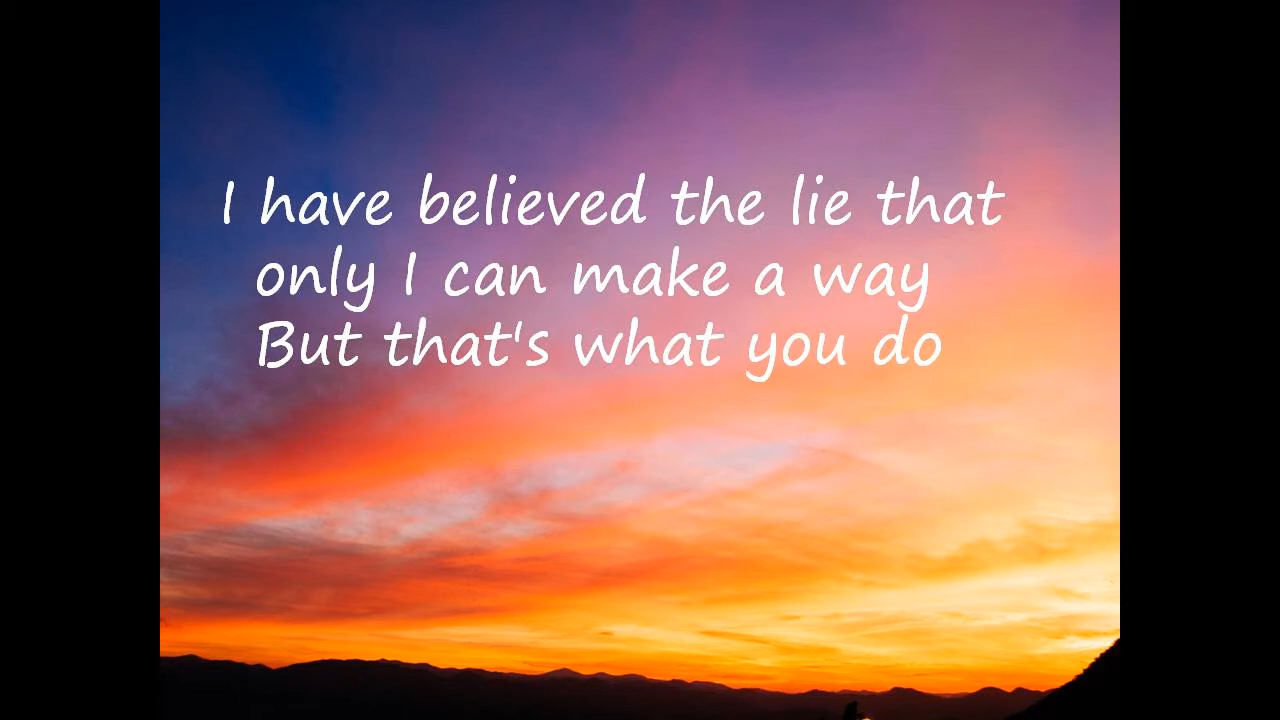 I have believed the lie that
only I can make a way
But that's what you do